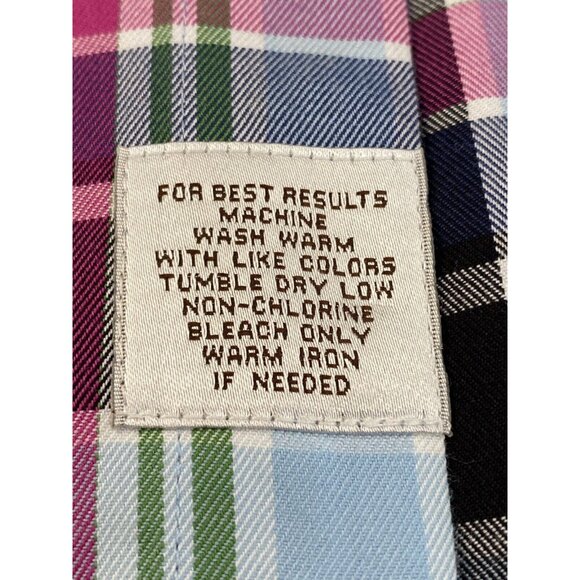 FOR BEST RESULTS
MACHINE
WASH WARM
WITH LIKE COLORS
TUMBLE DRY LOW
NON-CHLORINE
BLEACH ONLY
WARM IRON
IF NEEDED